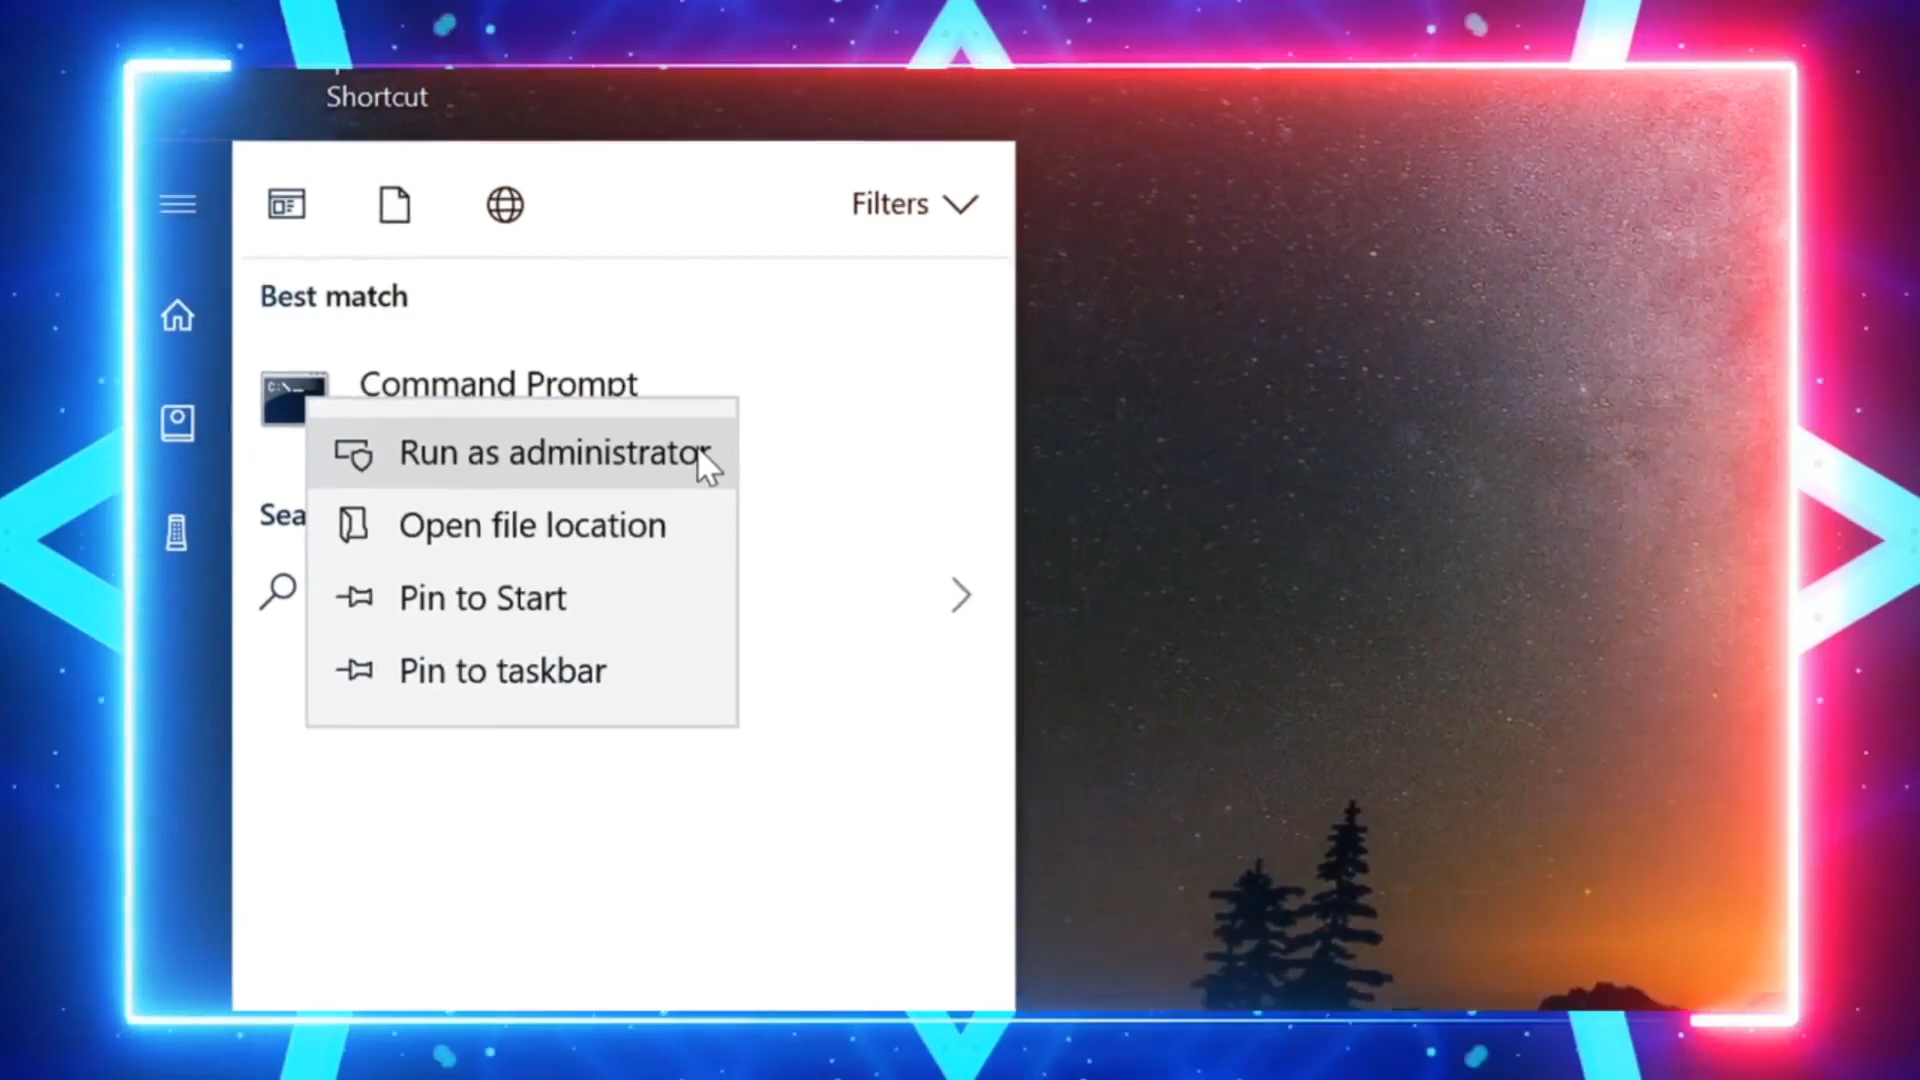 Shortcut
Filters
Best match
Command Prompt
Run as administrator
Sea
Open file location
Pin to Start
Pin to taskbar